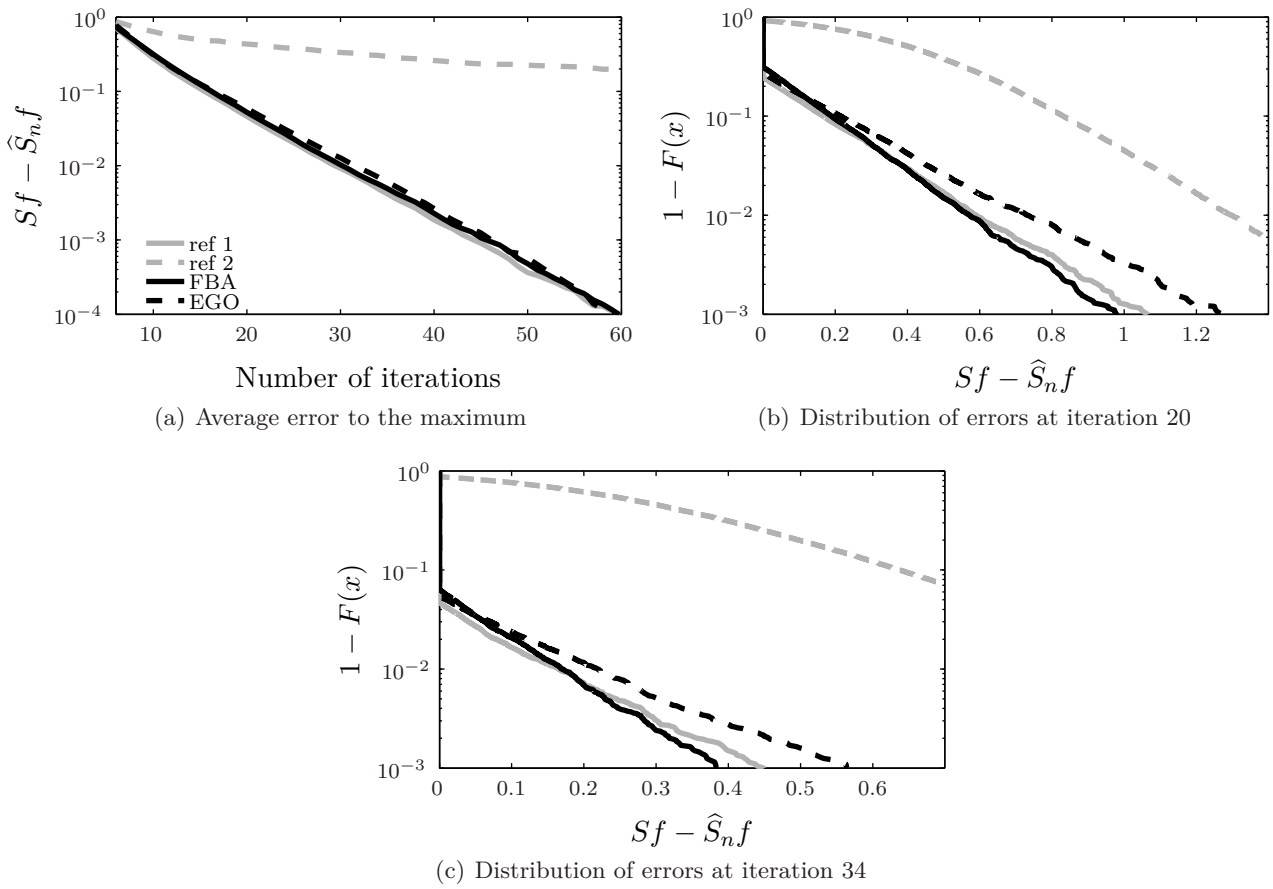 10^0
10^−1
10^−2
10^−3
10^−4
Sf − Ŝ_n f
ref 1
ref 2
FBA
EGO
10 20 30 40 50 60
Number of iterations
(a) Average error to the maximum
10^0
10^−1
10^−2
10^−3
1 − F(x)
0 0.2 0.4 0.6 0.8 1 1.2
Sf − Ŝ_n f
(b) Distribution of errors at iteration 20
10^0
10^−1
10^−2
10^−3
1 − F(x)
0 0.1 0.2 0.3 0.4 0.5 0.6
Sf − Ŝ_n f
(c) Distribution of errors at iteration 34